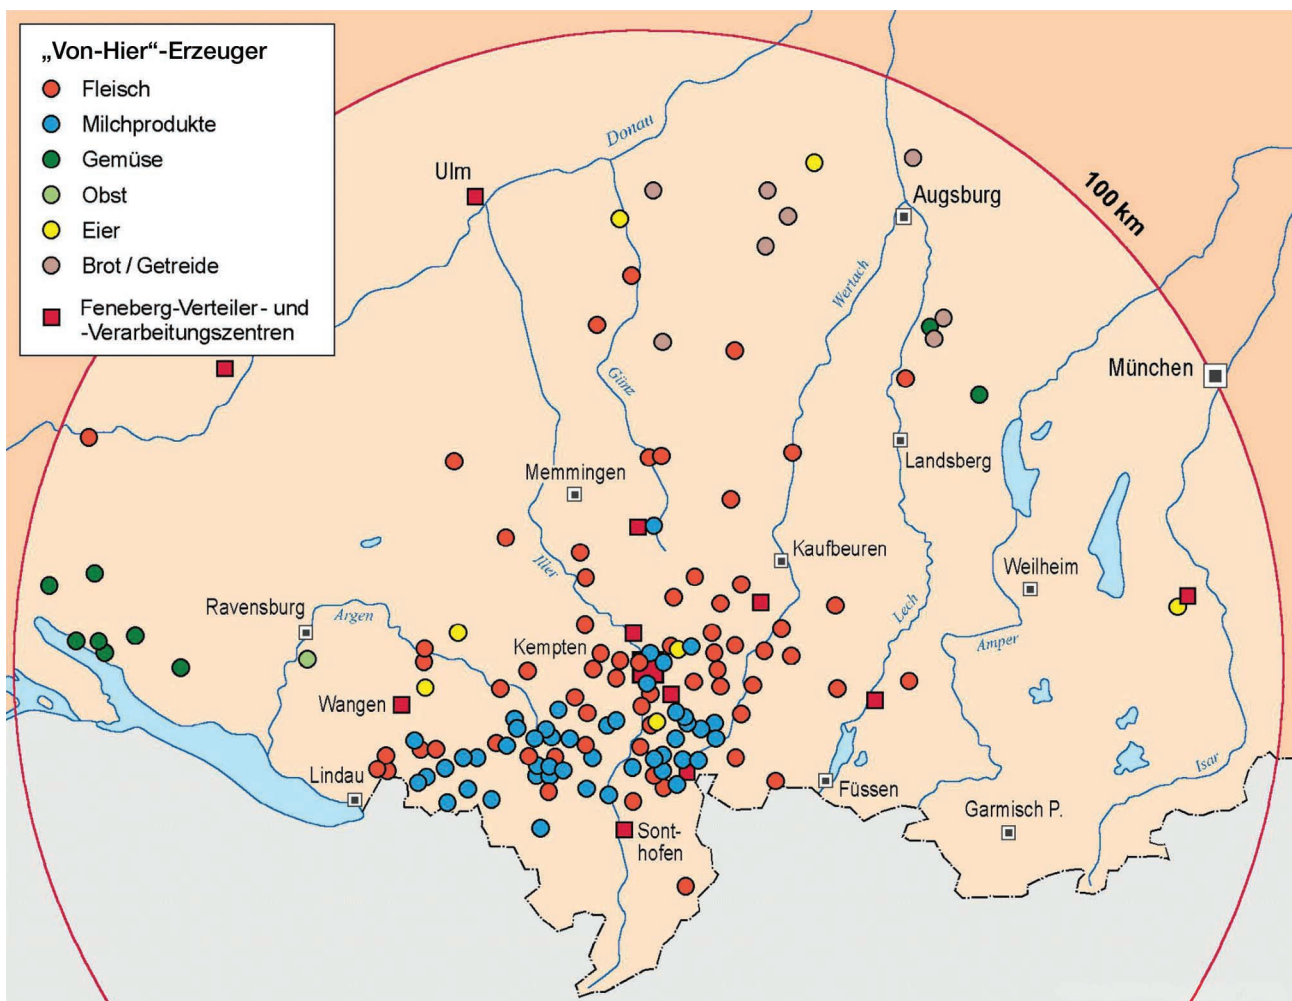 „Von-Hier“-Erzeuger
Fleisch
Milchprodukte
Gemüse
Obst
Eier
Brot / Getreide
Feneberg-Verteiler- und
-Verarbeitungszentren
Donau
Ulm
100 km
Augsburg
Wertach
Günz
München
Landsberg
Memmingen
Iller
Kaufbeuren
Weilheim
Lech
Ravensburg
Argen
Kempten
Amper
Wangen
Isar
Lindau
Füssen
Garmisch P.
Sont-
hofen